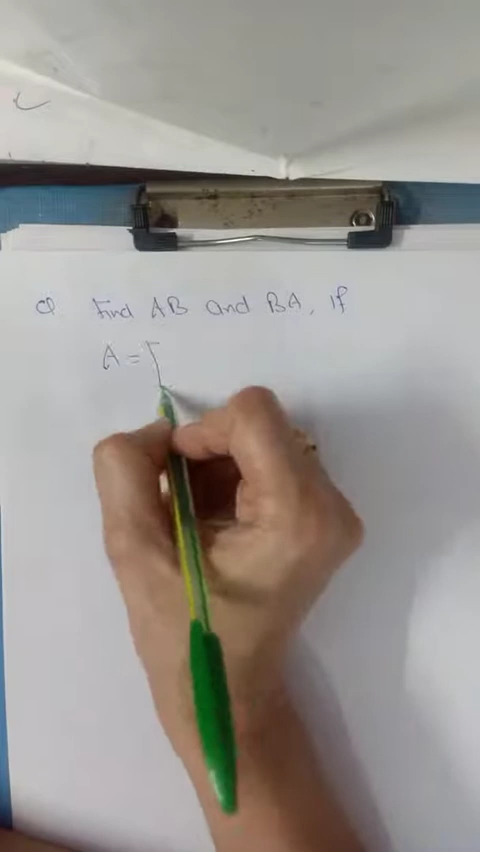 Q Find AB and BA, If
A = [